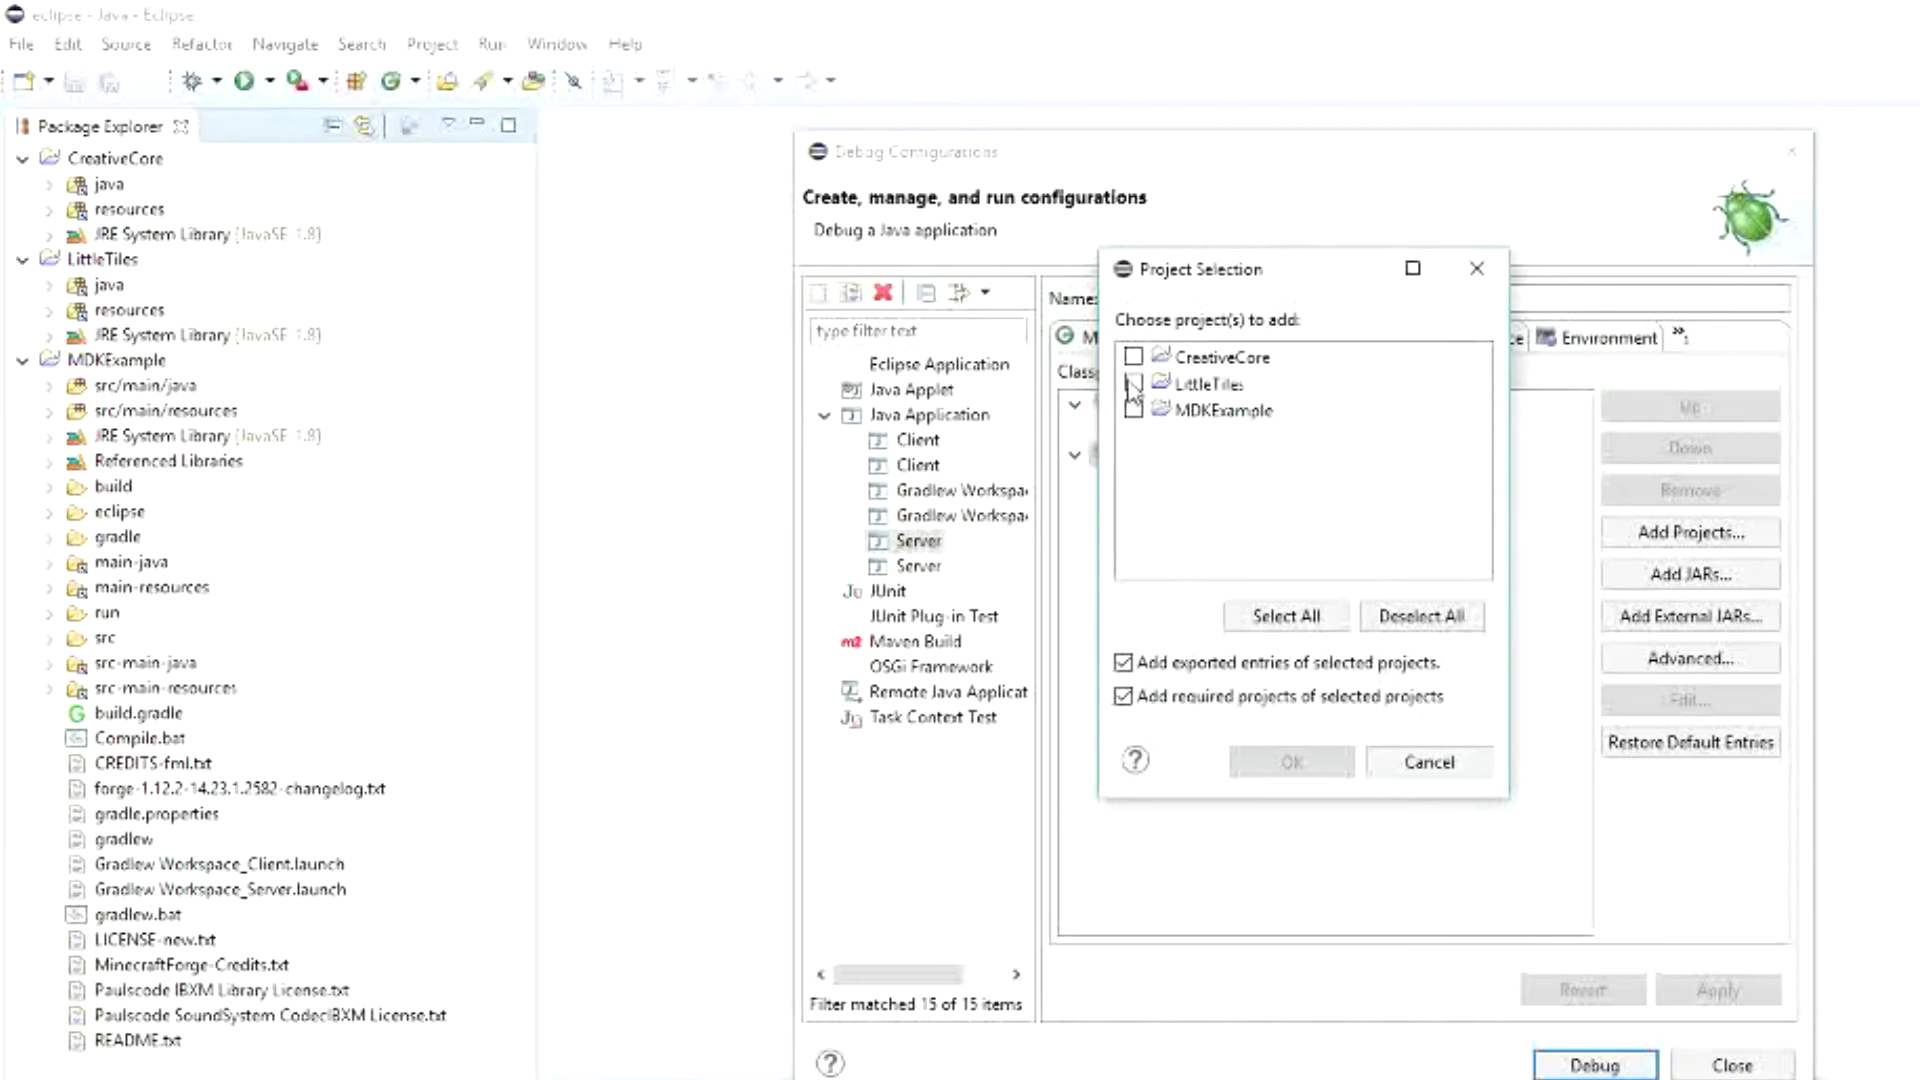 eclipse - Java - Eclipse
File Edit Source Refactor Navigate Search Project Run Window Help
Package Explorer
CreativeCore
java
resources
JRE System Library [JavaSE-1.8]
LittleTiles
java
resources
JRE System Library [JavaSE-1.8]
MDKExample
src/main/java
src/main/resources
JRE System Library [JavaSE-1.8]
Referenced Libraries
build
eclipse
gradle
main-java
main-resources
run
src
src-main-java
src-main-resources
build.gradle
Compile.bat
CREDITS-fml.txt
forge-1.12.2-14.23.1.2582-changelog.txt
gradle.properties
gradlew
Gradlew Workspace_Client.launch
Gradlew Workspace_Server.launch
gradlew.bat
LICENSE-new.txt
MinecraftForge-Credits.txt
Paulscode IBXM Library License.txt
Paulscode SoundSystem CodecIBXM License.txt
README.txt
Debug Configurations
Create, manage, and run configurations
Debug a Java application
type filter text
Eclipse Application
Java Applet
Java Application
Client
Client
Gradlew Workspa
Gradlew Workspa
Server
Server
JUnit
JUnit Plug-in Test
Maven Build
OSGi Framework
Remote Java Applicat
Task Context Test
Filter matched 15 of 15 items
Name:
M
Class
ce Environment
Project Selection
Choose project(s) to add:
CreativeCore
LittleTiles
MDKExample
Select All Deselect All
Add exported entries of selected projects.
Add required projects of selected projects
OK Cancel
Up
Down
Remove
Add Projects...
Add JARs...
Add External JARs...
Advanced...
Edit...
Restore Default Entries
Revert Apply
Debug Close